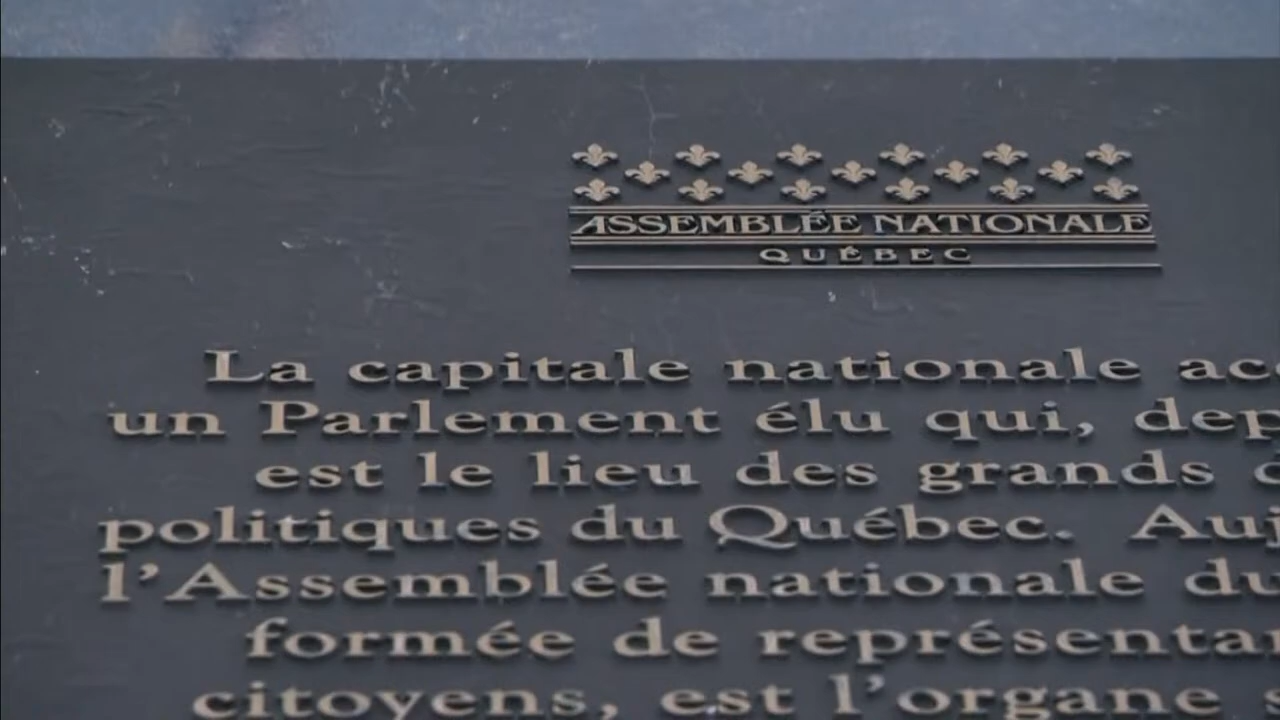 ASSEMBLÉE NATIONALE
QUÉBEC
La capitale nationale
un Parlement élu qui,
est le lieu des grands
politiques du Québec.
l'Assemblée nationale du
formée de
citoyens, est l'organe